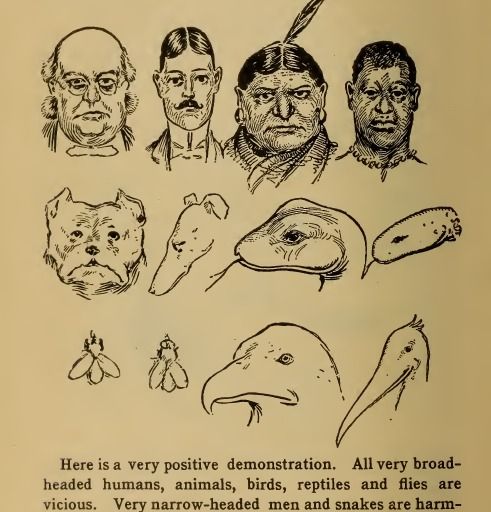 Here is a very positive demonstration. All very broad-
headed humans, animals, birds, reptiles and flies are
vicious. Very narrow-headed men and snakes are harm-